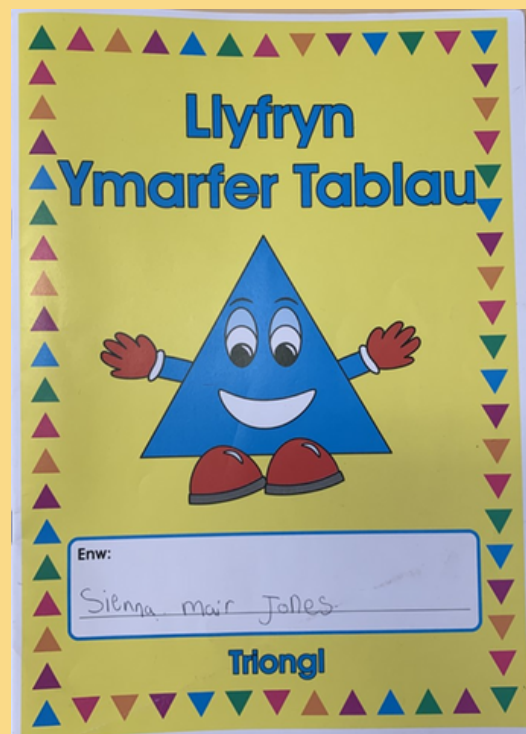 Llyfryn
Ymarfer Tablau
Enw:
Sienna mair Jones
Triongl